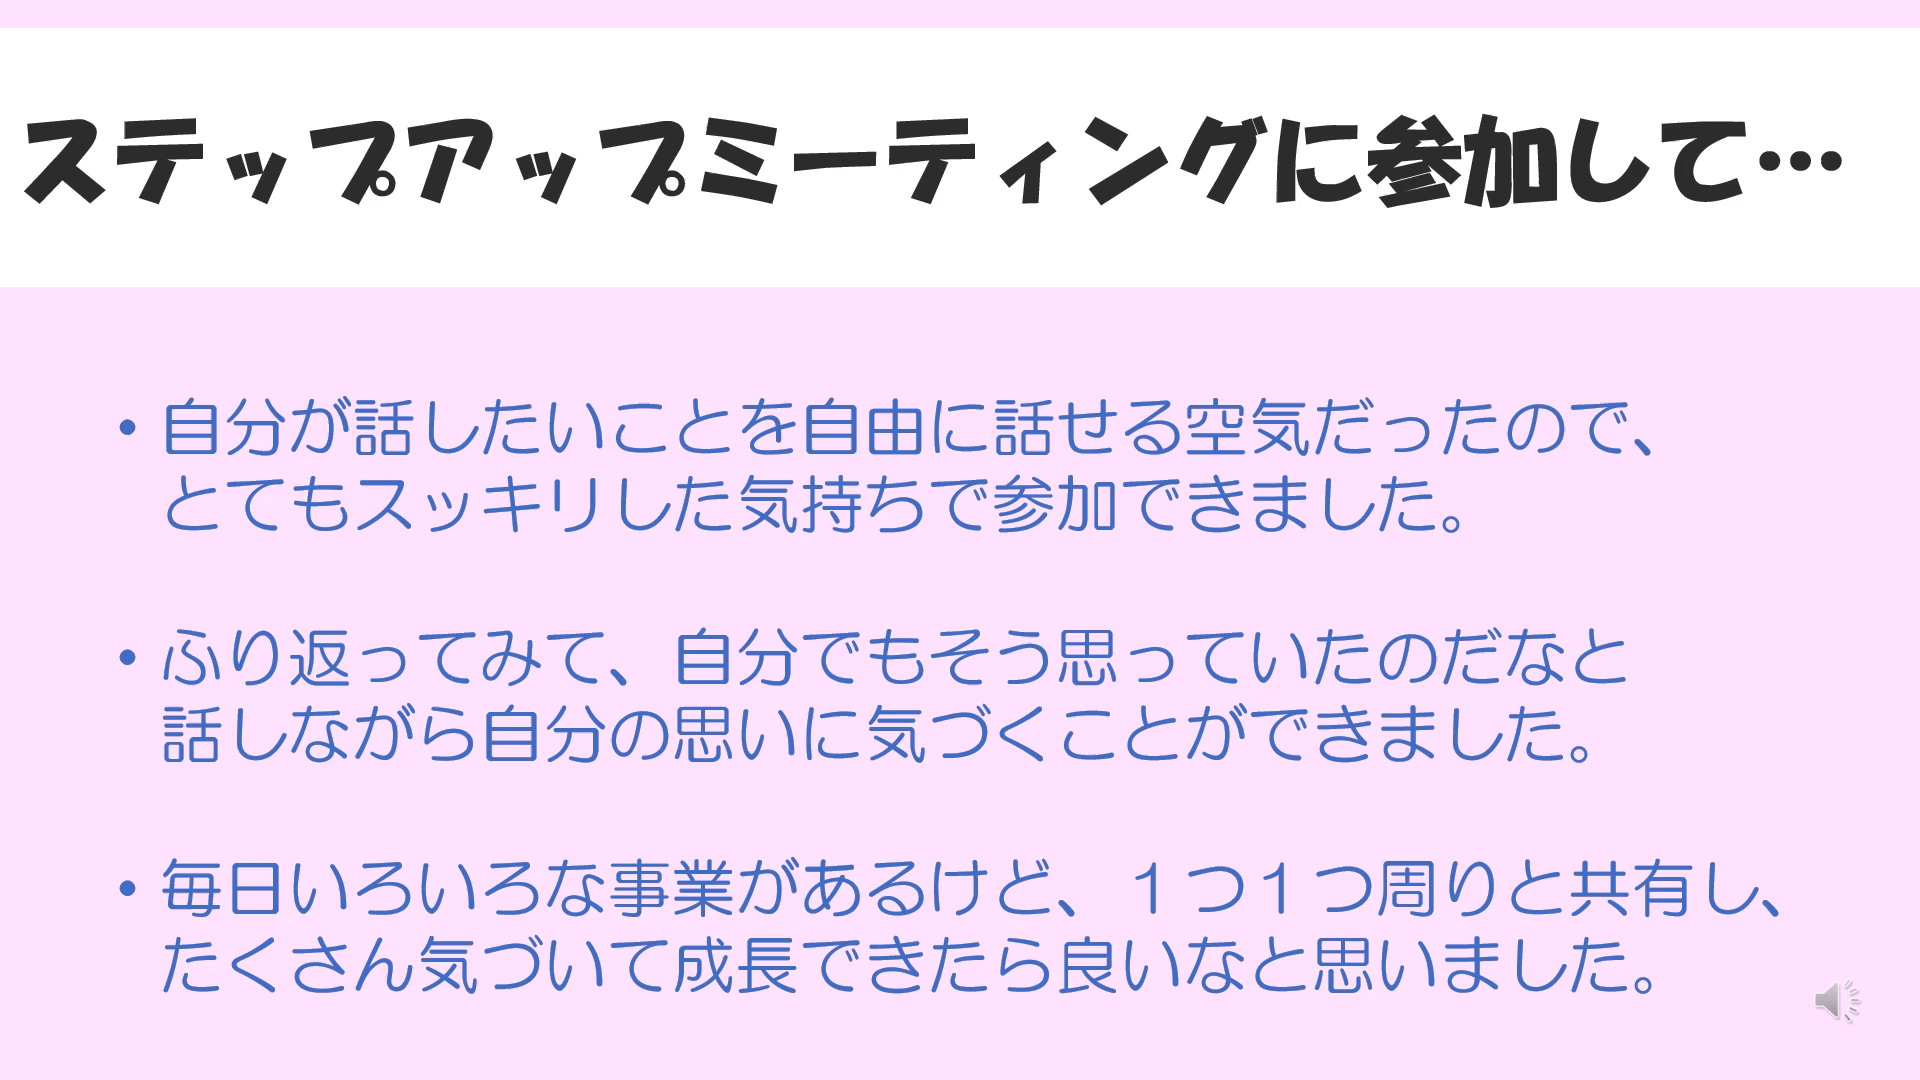 ステップアップミーティングに参加して…
• 自分が話したいことを自由に話せる空気だったので、
とてもスッキリした気持ちで参加できました。
• ふり返ってみて、自分でもそう思っていたのだなと
話しながら自分の思いに気づくことができました。
• 毎日いろいろな事業があるけど、１つ１つ周りと共有し、
たくさん気づいて成長できたら良いなと思いました。